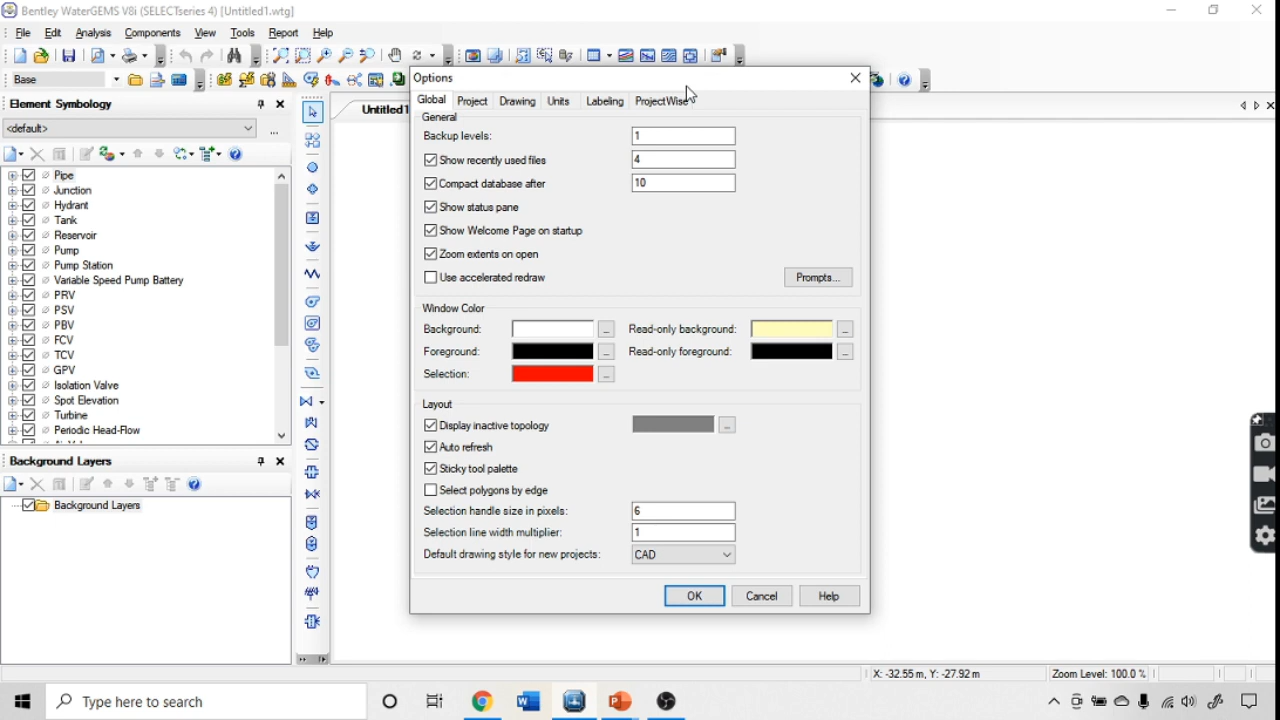 Bentley WaterGEMS V8i (SELECTseries 4) [Untitled1.wtg]
File Edit Analysis Components View Tools Report Help
Base
Element Symbology
<default>
Pipe
Junction
Hydrant
Tank
Reservoir
Pump
Pump Station
Variable Speed Pump Battery
PRV
PSV
PBV
FCV
TCV
GPV
Isolation Valve
Spot Elevation
Turbine
Periodic Head-Flow
Background Layers
Background Layers
Untitled1
Options
Global Project Drawing Units Labeling ProjectWise
General
Backup levels: 1
Show recently used files 4
Compact database after 10
Show status pane
Show Welcome Page on startup
Zoom extents on open
Use accelerated redraw Prompts...
Window Color
Background: ... Read-only background: ...
Foreground: ... Read-only foreground: ...
Selection: ...
Layout
Display inactive topology ...
Auto refresh
Sticky tool palette
Select polygons by edge
Selection handle size in pixels: 6
Selection line width multiplier: 1
Default drawing style for new projects: CAD
OK Cancel Help
X: -32.55 m, Y: -27.92 m Zoom Level: 100.0 %
Type here to search